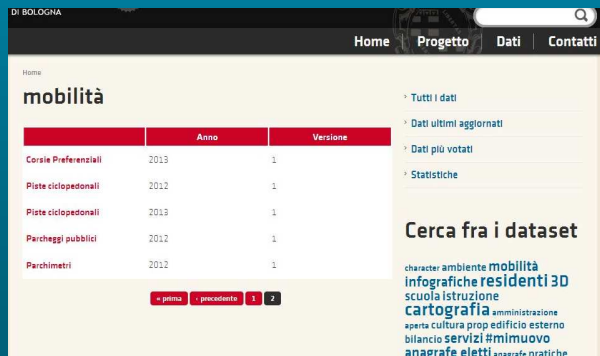 DI BOLOGNA
Home Progetto Dati Contatti
Home
mobilità
Anno Versione
Corsie Preferenziali 2013 1
Piste ciclopedonali 2012 1
Piste ciclopedonali 2013 1
Parcheggi pubblici 2012 1
Parchimetri 2012 1
« prima ‹ precedente 1 2
› Tutti i dati
› Dati ultimi aggiornati
› Dati più votati
› Statistiche
Cerca fra i dataset
character ambiente mobilità
infografiche residenti 3D
scuola istruzione
cartografia amministrazione
aperta cultura prop edificio esterno
bilancio servizi #mimuovo
anagrafe eletti anagrafe pratiche